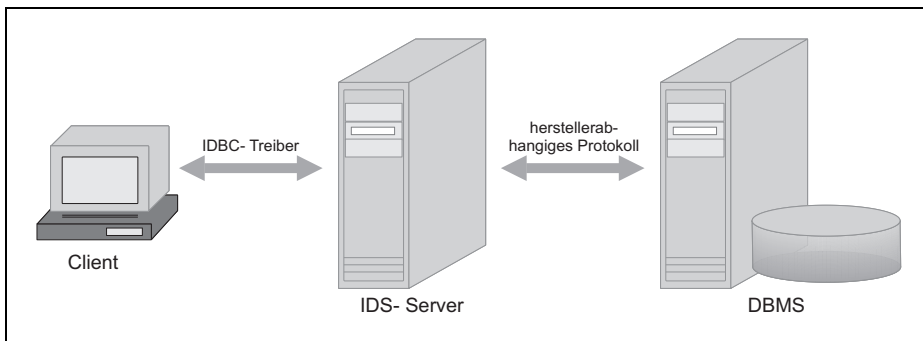 IDBC- Treiber
herstellerab-
hangiges Protokoll
Client
IDS- Server
DBMS